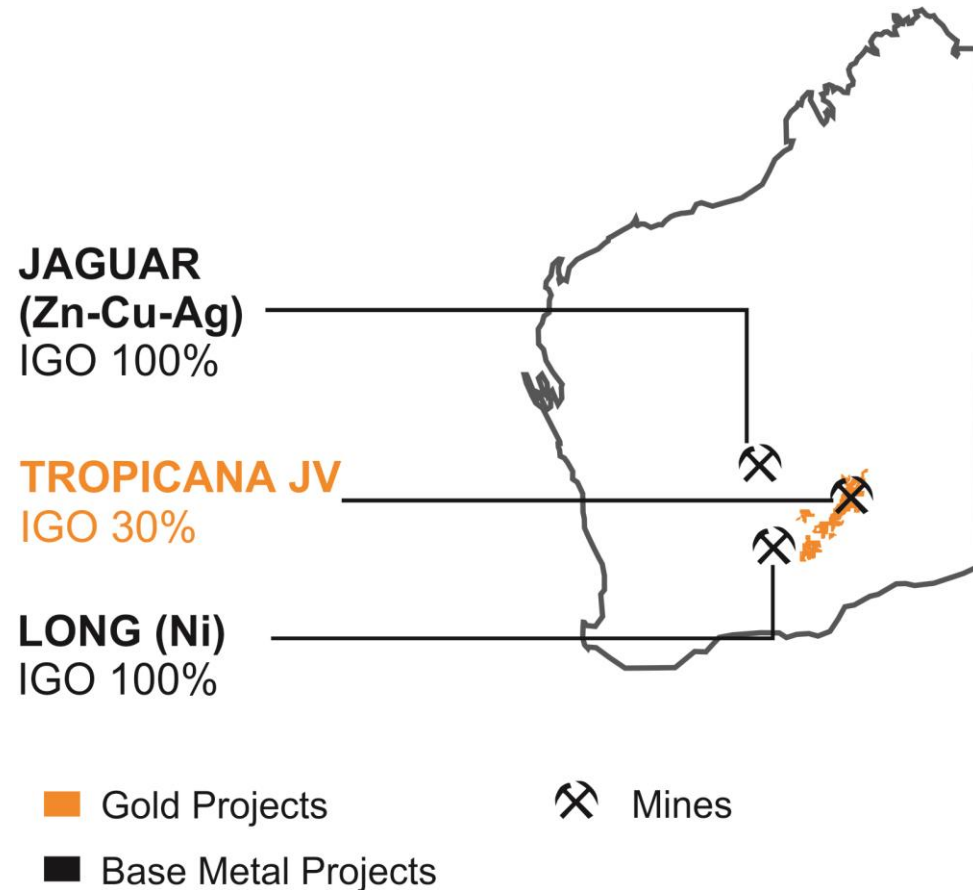 JAGUAR
(Zn-Cu-Ag)
IGO 100%
TROPICANA JV
IGO 30%
LONG (Ni)
IGO 100%
Gold Projects
Mines
Base Metal Projects